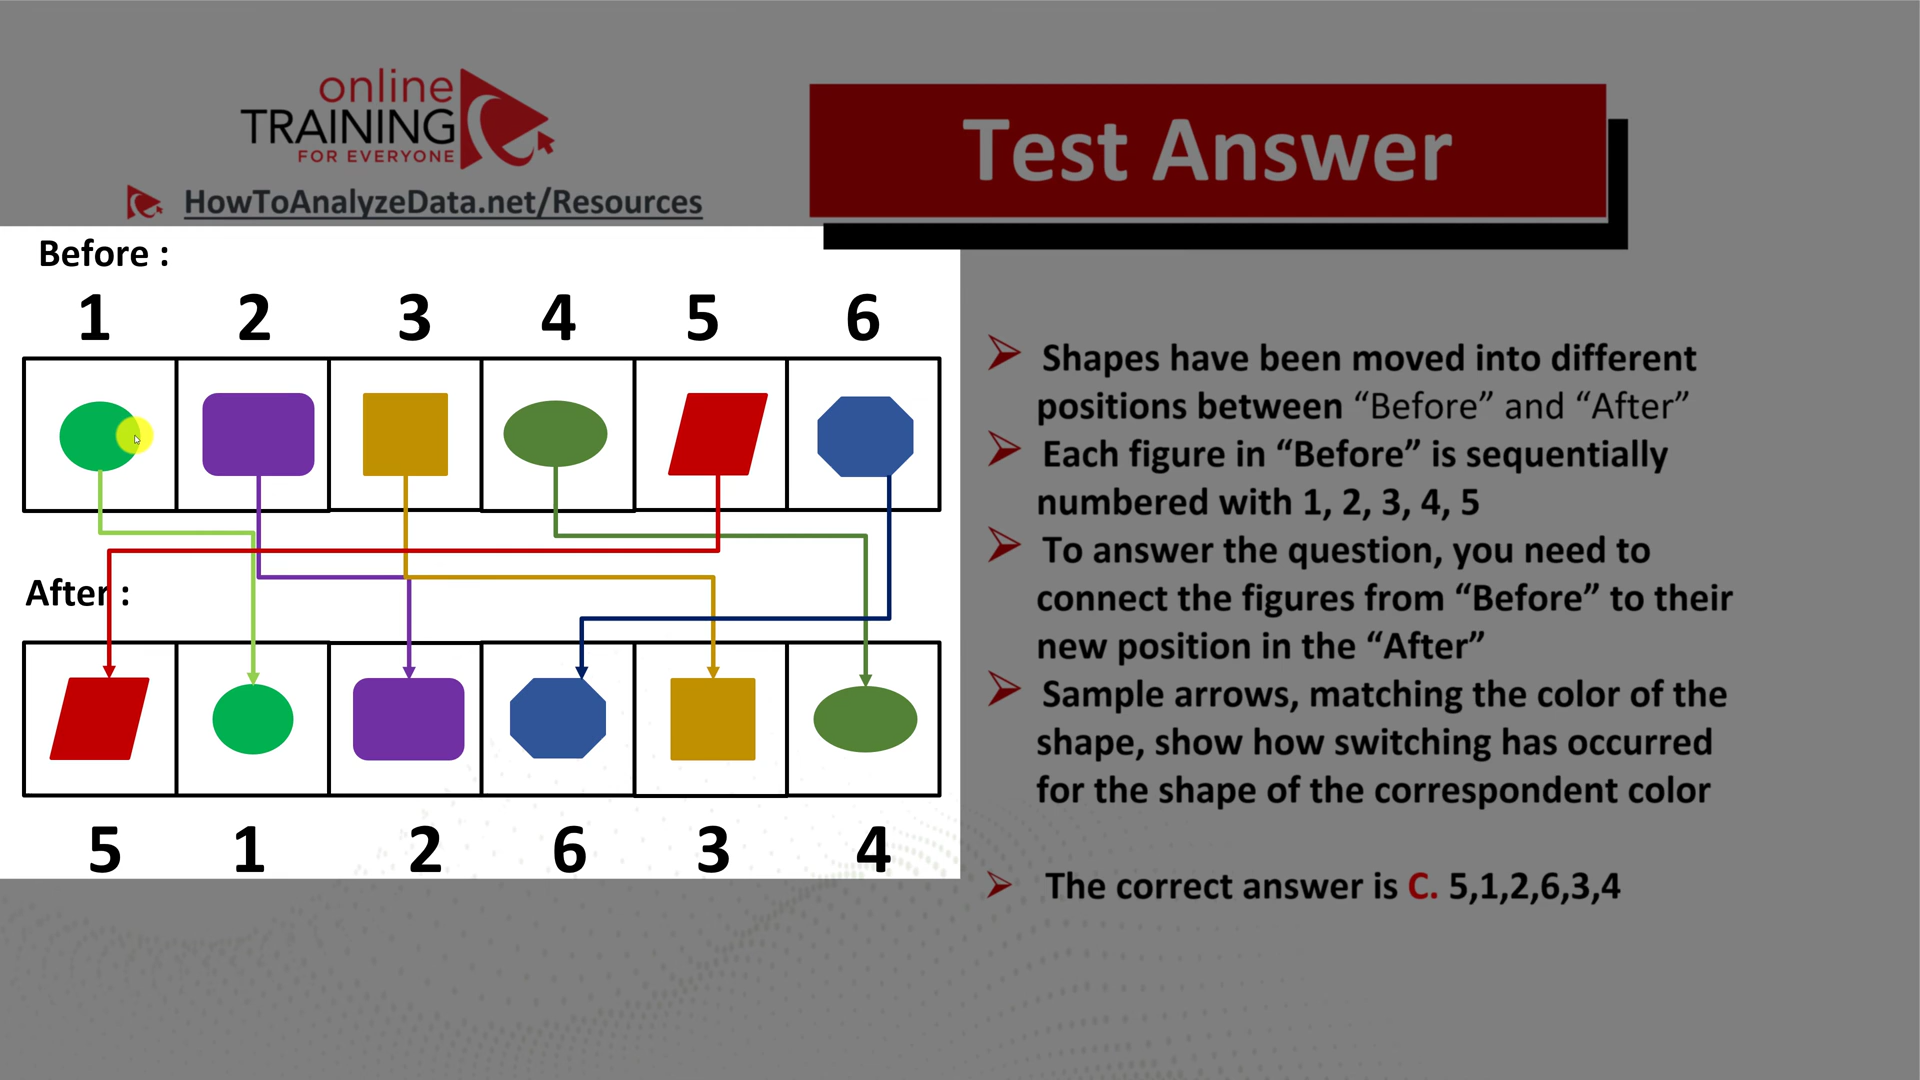 online
TRAINING
FOR EVERYONE
HowToAnalyzeData.net/Resources
Test Answer
Before :
1 2 3 4 5 6
After :
5 1 2 6 3 4
Shapes have been moved into different
positions between “Before” and “After”
Each figure in “Before” is sequentially
numbered with 1, 2, 3, 4, 5
To answer the question, you need to
connect the figures from “Before” to their
new position in the “After”
Sample arrows, matching the color of the
shape, show how switching has occurred
for the shape of the correspondent color
The correct answer is C. 5,1,2,6,3,4